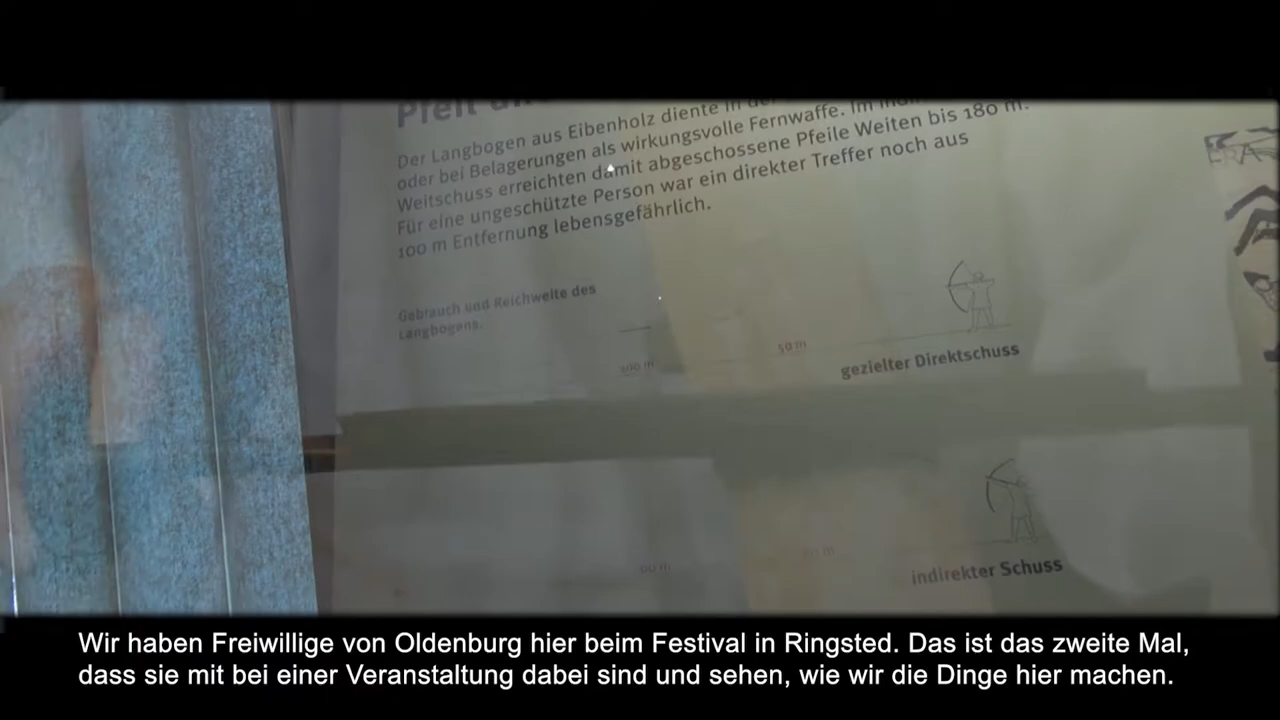 Pfeil
Der Langbogen aus Eibenholz diente in
oder bei Belagerungen als wirkungsvolle Fernwaffe. Im
Weitschuss erreichten damit abgeschossene Pfeile Weiten bis 180 m.
Für eine ungeschützte Person war ein direkter Treffer noch aus
100 m Entfernung lebensgefährlich.
Gebrauch und Reichweite des
Langbogens.
100 m
50 m
gezielter Direktschuss
indirekter Schuss
Wir haben Freiwillige von Oldenburg hier beim Festival in Ringsted. Das ist das zweite Mal,
dass sie mit bei einer Veranstaltung dabei sind und sehen, wie wir die Dinge hier machen.